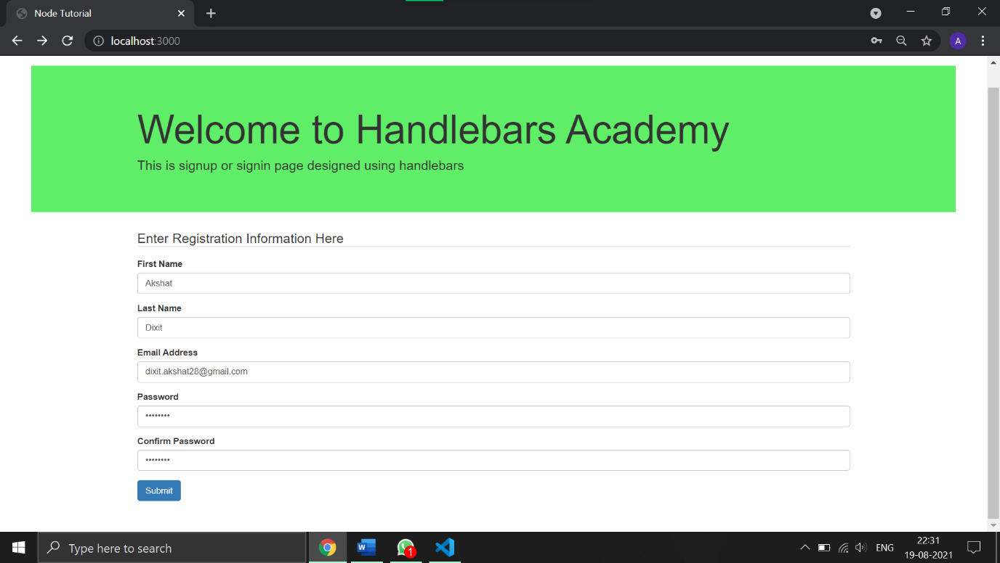 Node Tutorial
localhost:3000
A
Welcome to Handlebars Academy
This is signup or signin page designed using handlebars
Enter Registration Information Here
First Name
Akshat
Last Name
Dixit
Email Address
dixit.akshat28@gmail.com
Password
••••••••
Confirm Password
••••••••
Submit
Type here to search
W
1
ENG
22:31
19-08-2021